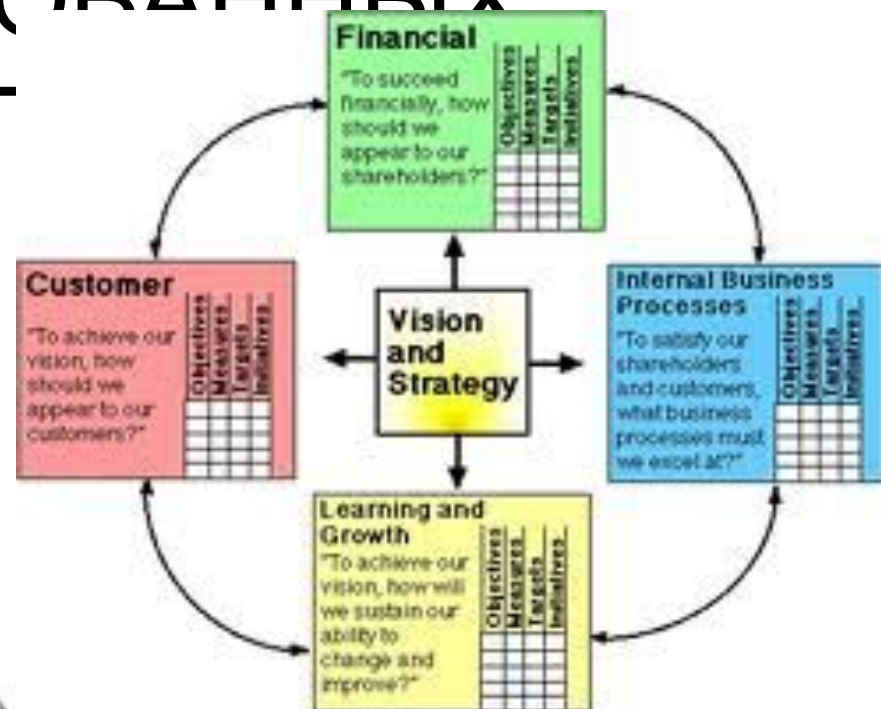 ОВАННЫХ
Financial
"To succeed
financially, how
should we
appear to our
shareholders?"
Objectives
Measures
Targets
Initiatives
Customer
"To achieve our
vision, how
should we
appear to our
customers?"
Objectives
Measures
Targets
Initiatives
Vision
and
Strategy
Internal Business
Processes
"To satisfy our
shareholders
and customers,
what business
processes must
we excel at?"
Objectives
Measures
Targets
Initiatives
Learning and
Growth
"To achieve our
vision, how will
we sustain our
ability to
change and
improve?"
Objectives
Measures
Targets
Initiatives